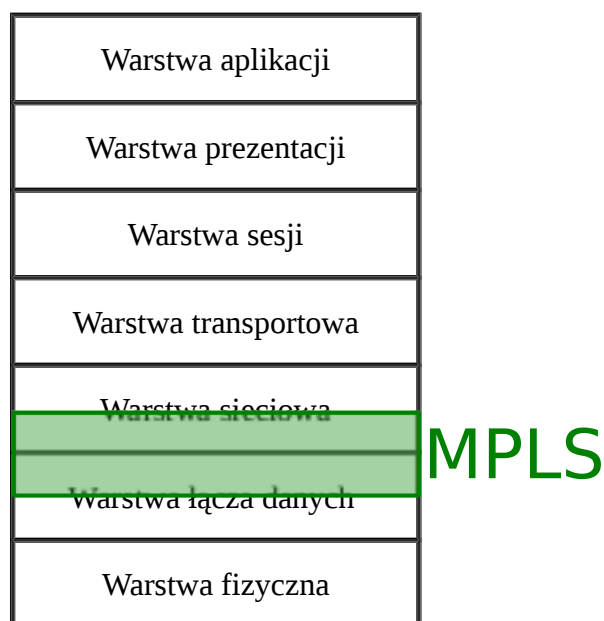 Warstwa aplikacji
Warstwa prezentacji
Warstwa sesji
Warstwa transportowa
Warstwa sieciowa
MPLS
Warstwa łącza danych
Warstwa fizyczna